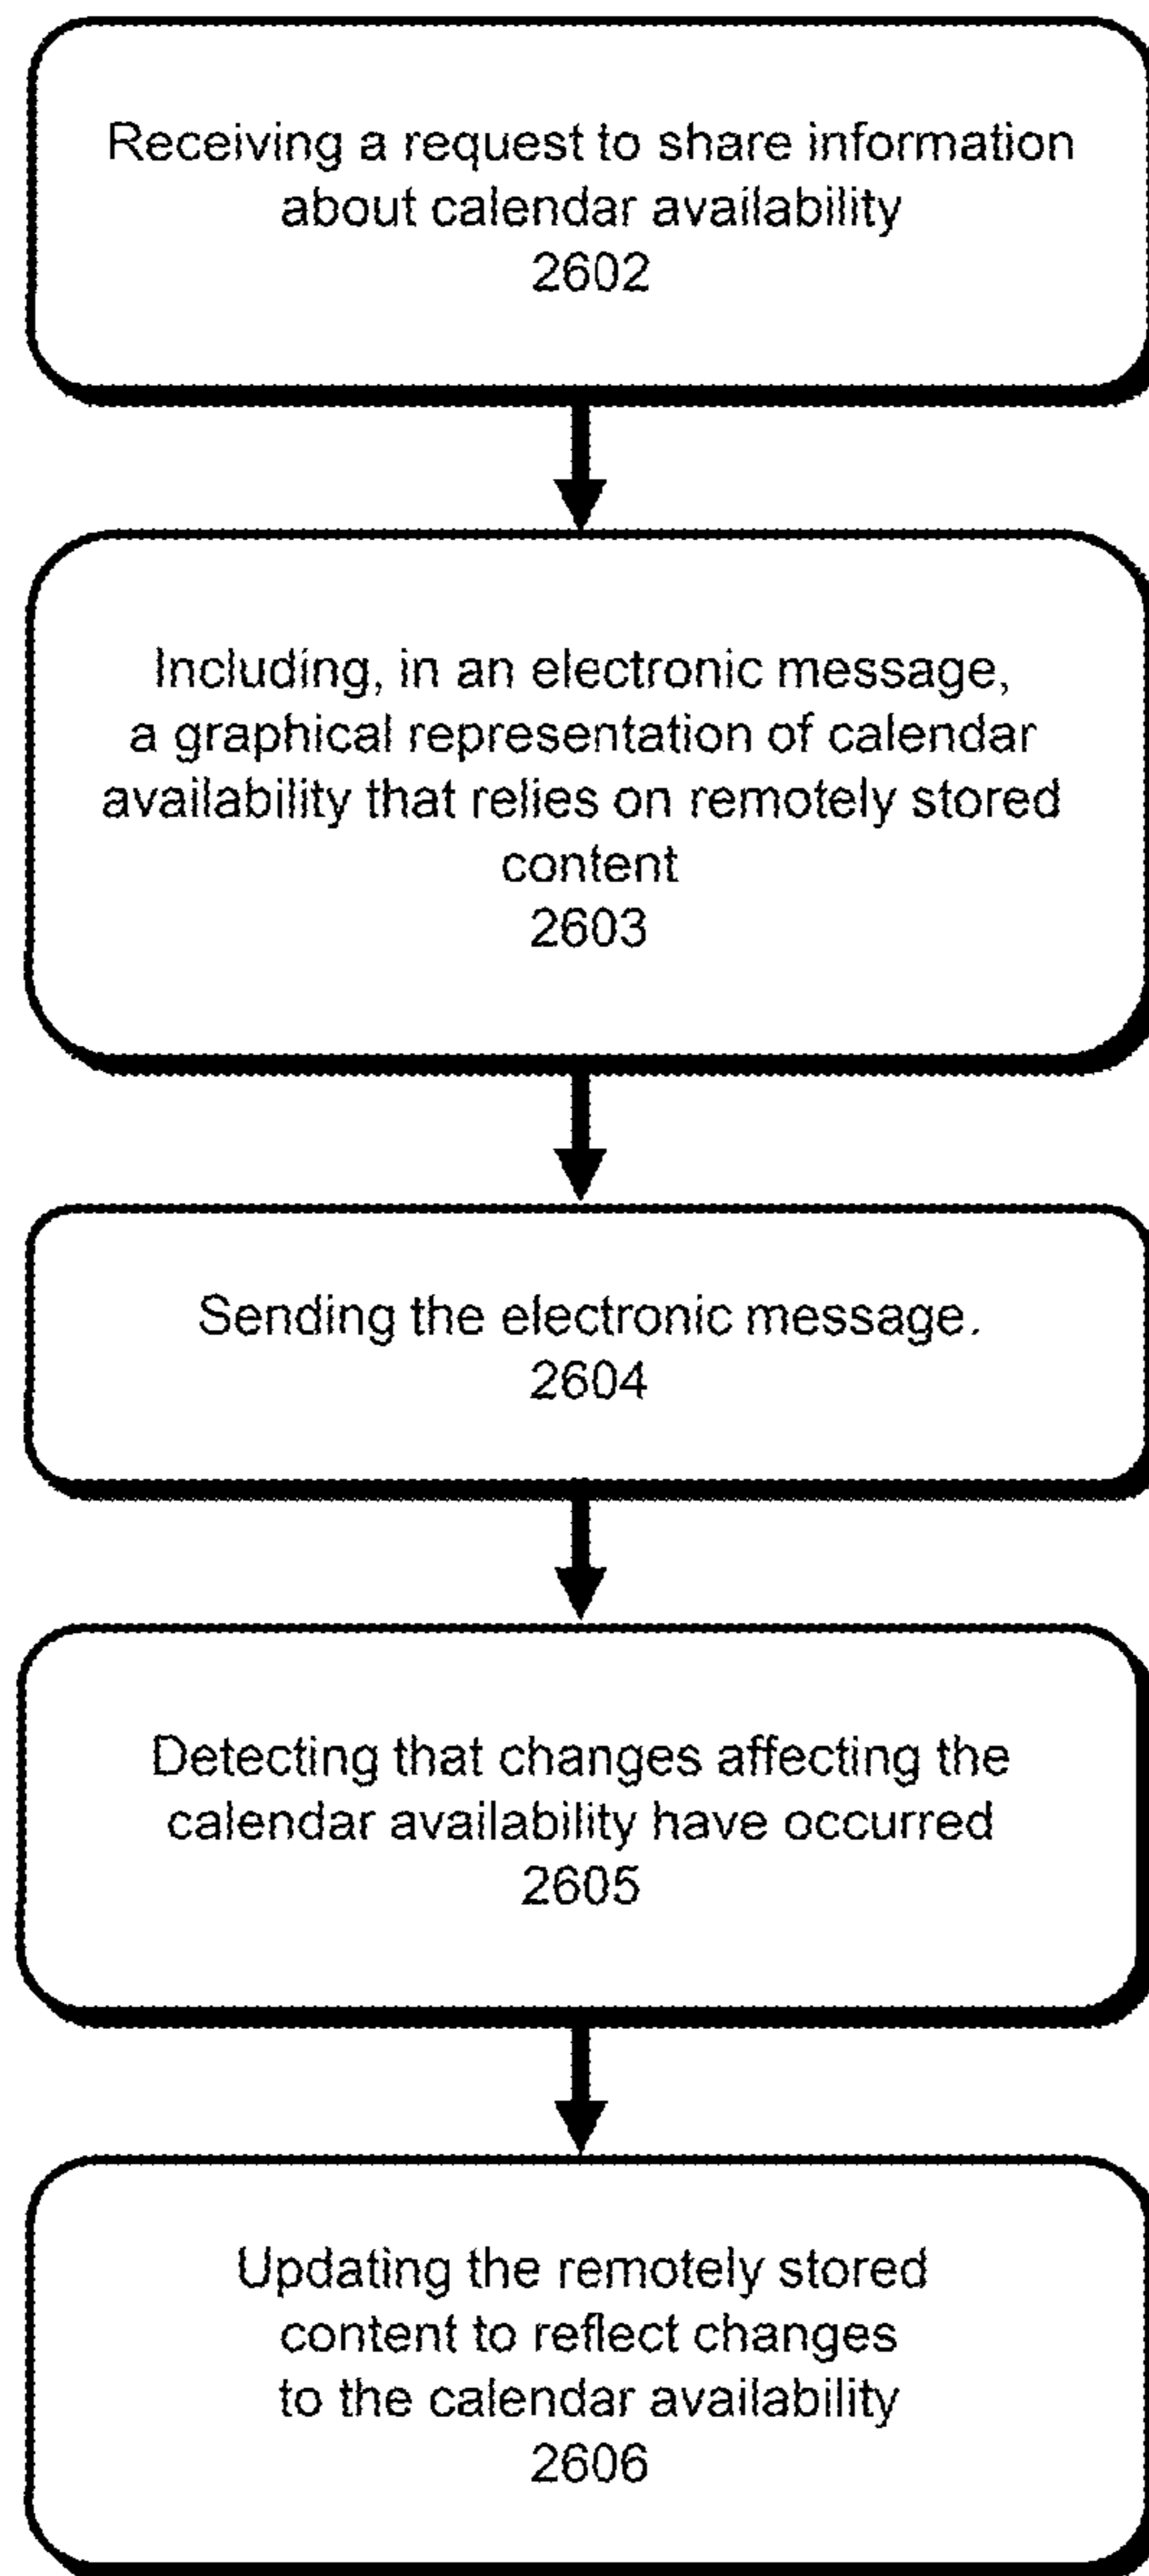 Receiving a request to share information
about calendar availability
2602
Including, in an electronic message,
a graphical representation of calendar
availability that relies on remotely stored
content
2603
Sending the electronic message.
2604
Detecting that changes affecting the
calendar availability have occurred
2605
Updating the remotely stored
content to reflect changes
to the calendar availability
2606